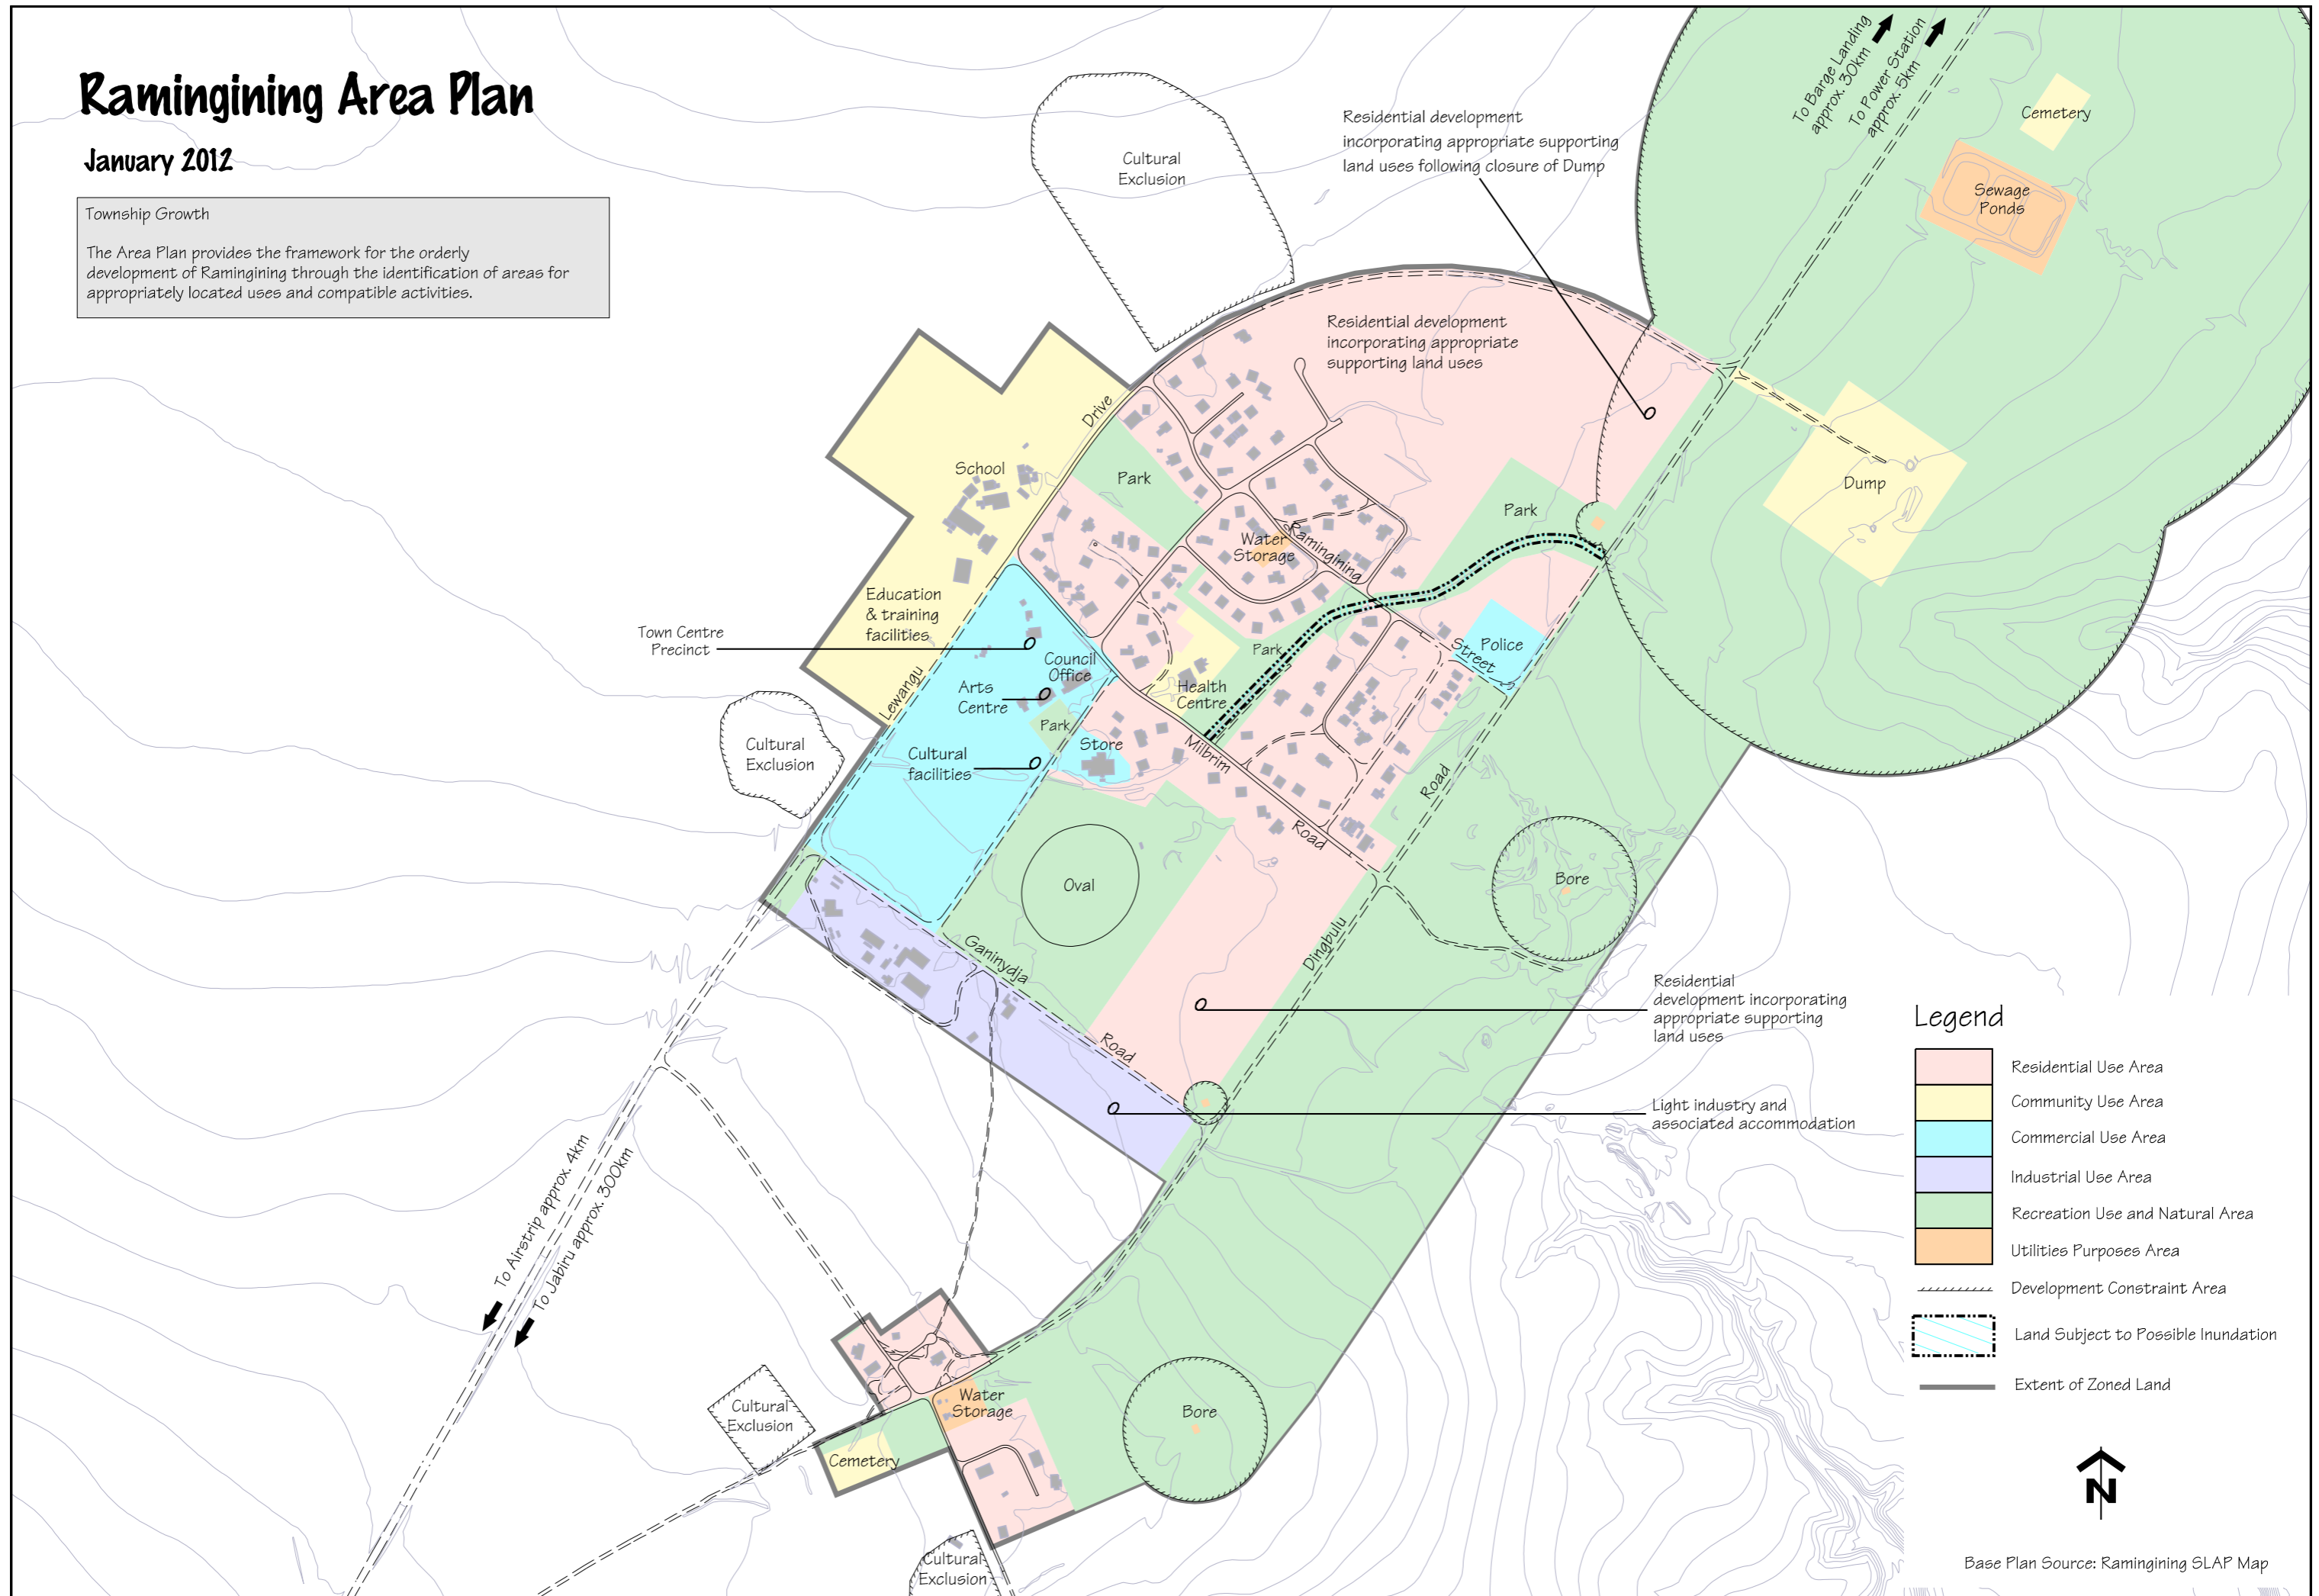 Ramingining Area Plan
January 2012
Township Growth
The Area Plan provides the framework for the orderly
development of Ramingining through the identification of areas for
appropriately located uses and compatible activities.
To Barge Landing
approx. 30km
To Power Station
approx. 5km
Cemetery
Sewage
Ponds
Residential development
incorporating appropriate supporting
land uses following closure of Dump
Cultural
Exclusion
Residential development
incorporating appropriate
supporting land uses
Drive
School
Park
Park
Dump
Water
Storage
Ramingining
Education
& training
facilities
Town Centre
Precinct
Council
Office
Park
Street
Police
Arts
Centre
Health
Centre
Lewangu
Park
Store
Milbrim
Cultural
Exclusion
Cultural
facilities
Road
Road
Oval
Bore
Ganinydja
Dingbulu
Road
Residential
development incorporating
appropriate supporting
land uses
Light industry and
associated accommodation
To Airstrip approx. 4km
To Jabiru approx. 300km
Water
Storage
Cultural
Exclusion
Bore
Cemetery
Cultural
Exclusion
Legend
Residential Use Area
Community Use Area
Commercial Use Area
Industrial Use Area
Recreation Use and Natural Area
Utilities Purposes Area
Development Constraint Area
Land Subject to Possible Inundation
Extent of Zoned Land
N
Base Plan Source: Ramingining SLAP Map